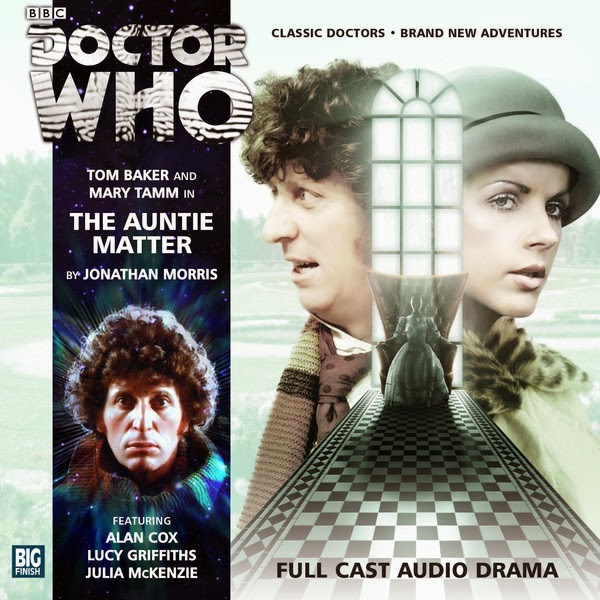 BBC
DOCTOR
WHO
CLASSIC DOCTORS • BRAND NEW ADVENTURES
TOM BAKER AND
MARY TAMM IN
THE AUNTIE
MATTER
BY JONATHAN MORRIS
FEATURING
ALAN COX
LUCY GRIFFITHS
JULIA McKENZIE
BIG
FINISH
FULL CAST AUDIO DRAMA